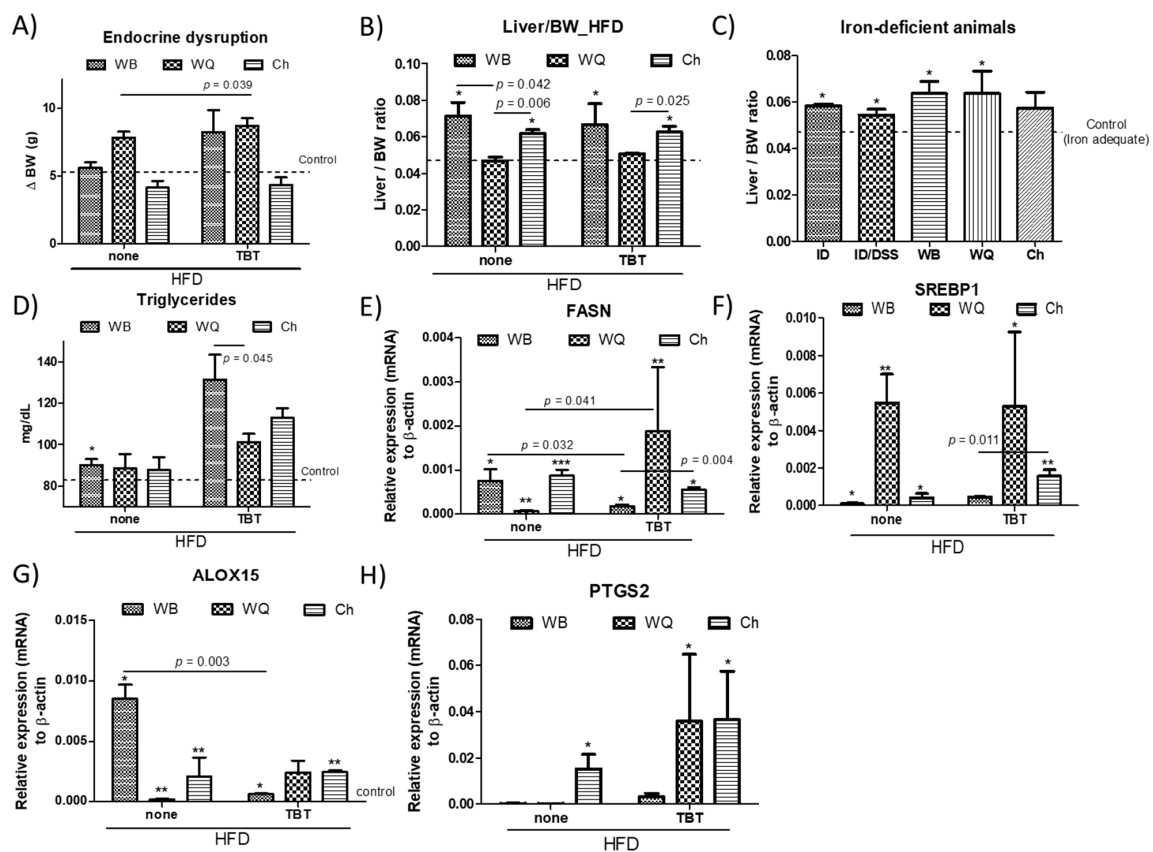 A)
Endocrine dysruption
WB WQ Ch
p = 0.039
Δ BW (g)
10
5
0
Control
none TBT
HFD
B)
Liver/BW_HFD
WB WQ Ch
Liver / BW ratio
0.10
0.08
0.06
0.04
0.02
0.00
* p = 0.042
p = 0.006
*
*
p = 0.025
*
none TBT
HFD
C)
Iron-deficient animals
Liver / BW ratio
0.08
0.06
0.04
0.02
0.00
* * * *
Control
(Iron adequate)
ID ID/DSS WB WQ Ch
D)
Triglycerides
WB WQ Ch
mg/dL
140
120
100
80
p = 0.045
*
Control
none TBT
HFD
E)
FASN
WB WQ Ch
Relative expression (mRNA)
to β-actin
0.004
0.003
0.002
0.001
0.000
**
p = 0.041
p = 0.032
p = 0.004
* ** *** * *
none TBT
HFD
F)
SREBP1
WB WQ Ch
Relative expression (mRNA)
to β-actin
0.010
0.008
0.006
0.004
0.002
0.000
*
**
p = 0.011
**
* *
none TBT
HFD
G)
ALOX15
WB WQ Ch
Relative expression (mRNA)
to β-actin
0.015
0.010
0.005
0.000
p = 0.003
*
** ** * **
control
none TBT
HFD
H)
PTGS2
WB WQ Ch
Relative expression (mRNA)
to β-actin
0.08
0.06
0.04
0.02
0.00
* * *
none TBT
HFD